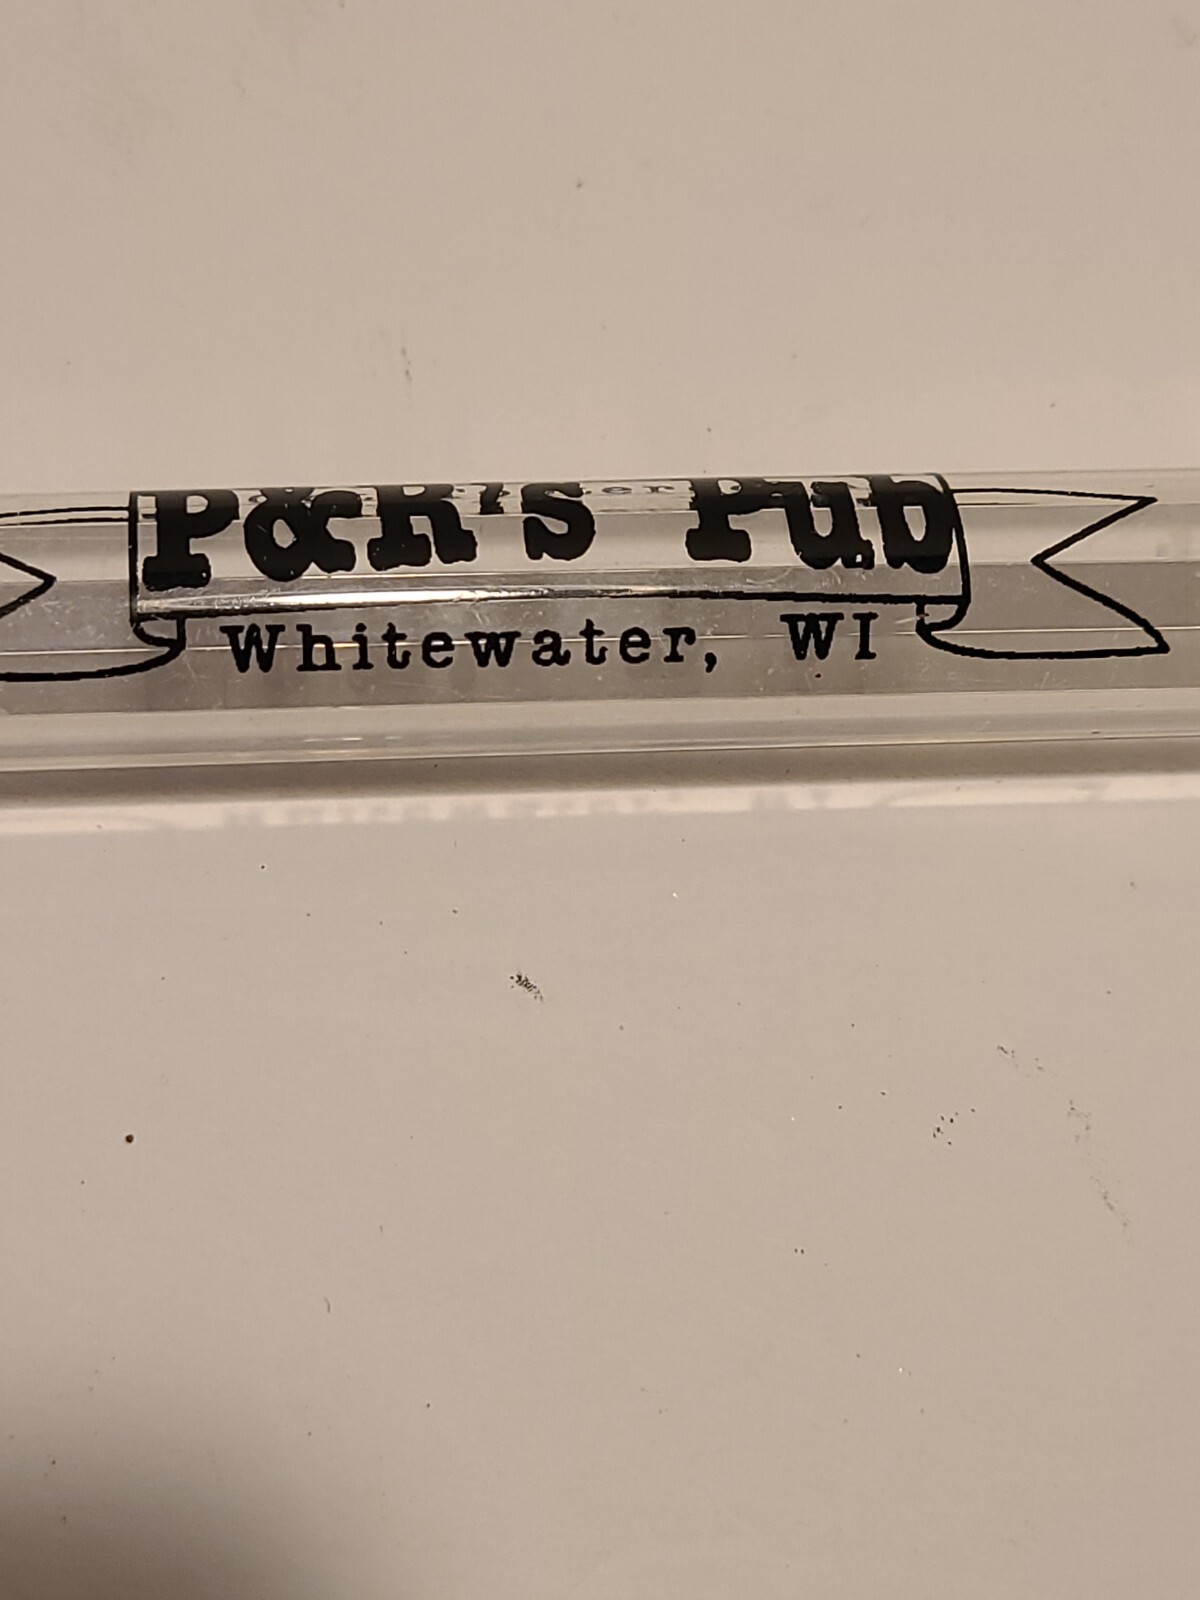 P&R's Pub
Whitewater, WI